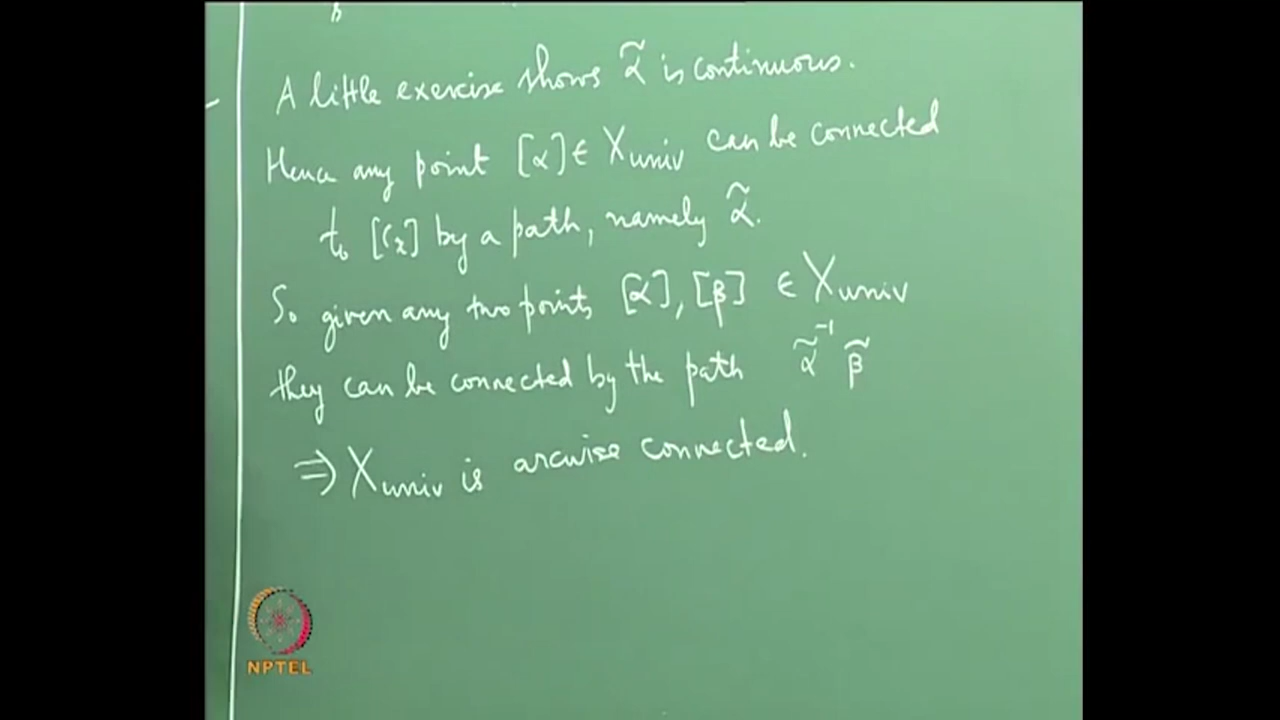 A little exercise shows α̃ is continuous.
Hence any point [α] ∈ X_univ can be connected
to [c_x] by a path, namely α̃.
So given any two points [α], [β] ∈ X_univ
they can be connected by the path α̃⁻¹ β̃
⇒ X_univ is arcwise connected.
NPTEL